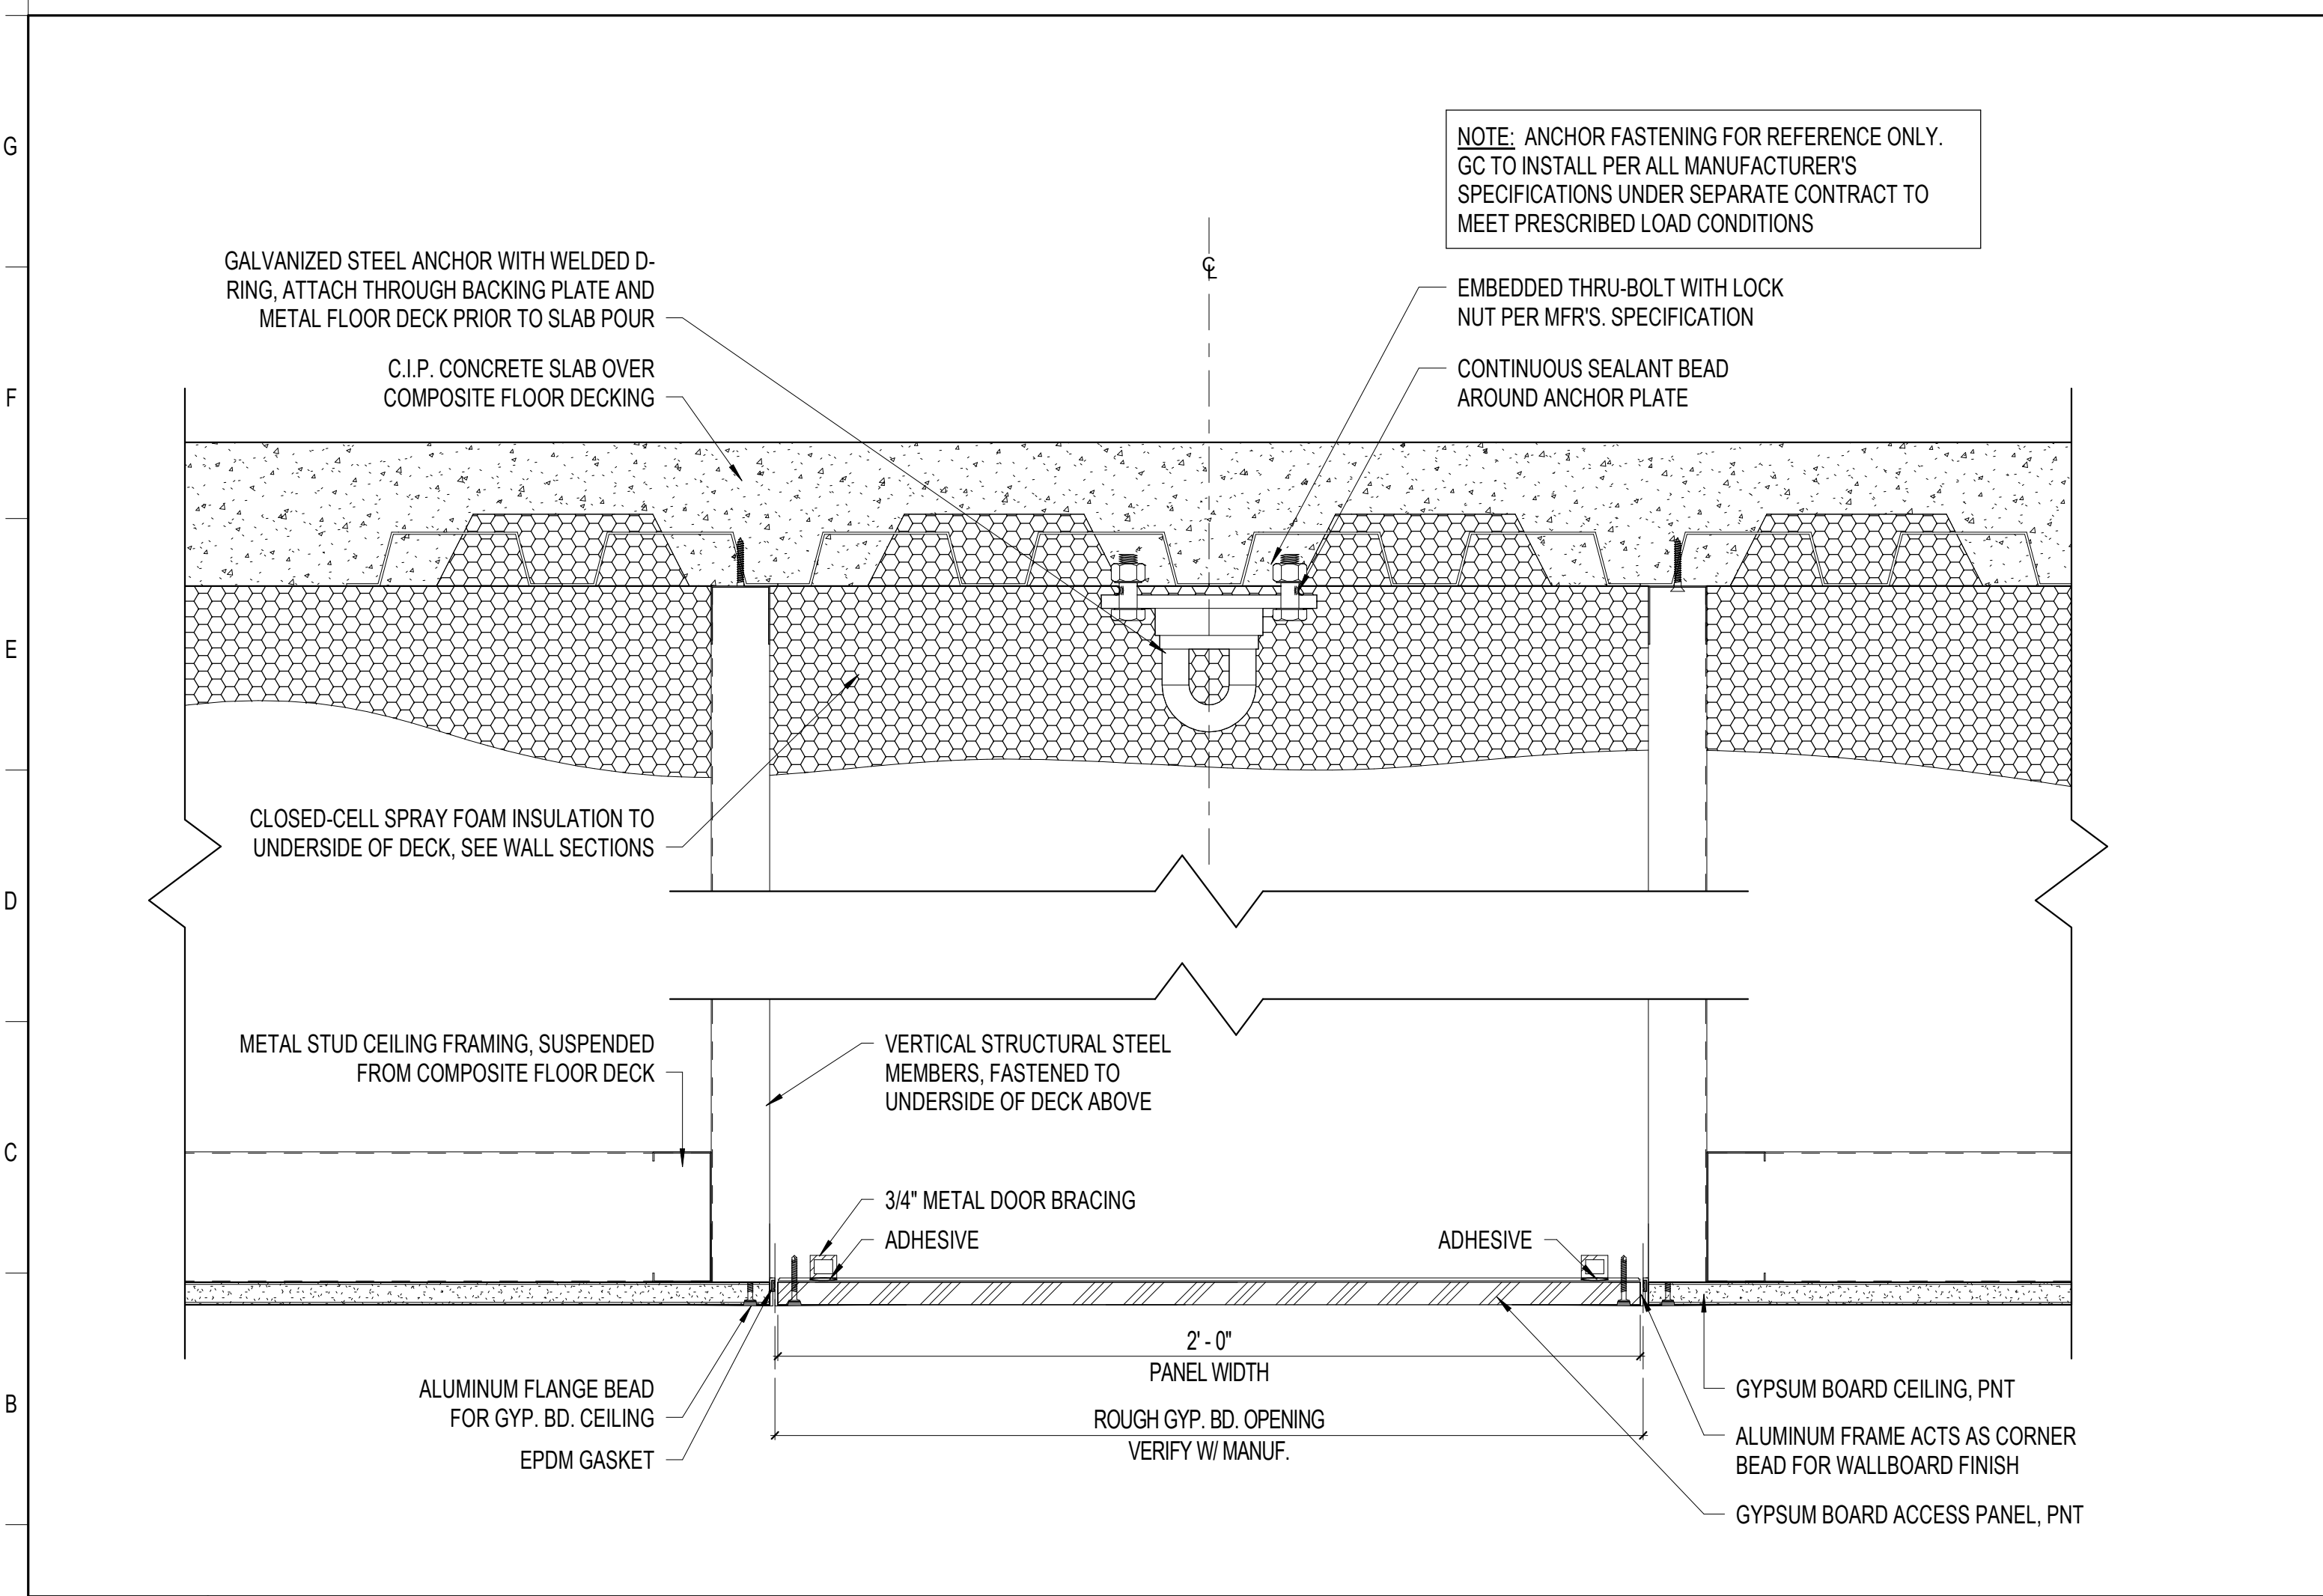 G
F
E
D
C
B
NOTE: ANCHOR FASTENING FOR REFERENCE ONLY.
GC TO INSTALL PER ALL MANUFACTURER'S
SPECIFICATIONS UNDER SEPARATE CONTRACT TO
MEET PRESCRIBED LOAD CONDITIONS
GALVANIZED STEEL ANCHOR WITH WELDED D-
RING, ATTACH THROUGH BACKING PLATE AND
METAL FLOOR DECK PRIOR TO SLAB POUR
C.I.P. CONCRETE SLAB OVER
COMPOSITE FLOOR DECKING
℄
EMBEDDED THRU-BOLT WITH LOCK
NUT PER MFR'S. SPECIFICATION
CONTINUOUS SEALANT BEAD
AROUND ANCHOR PLATE
CLOSED-CELL SPRAY FOAM INSULATION TO
UNDERSIDE OF DECK, SEE WALL SECTIONS
METAL STUD CEILING FRAMING, SUSPENDED
FROM COMPOSITE FLOOR DECK
VERTICAL STRUCTURAL STEEL
MEMBERS, FASTENED TO
UNDERSIDE OF DECK ABOVE
3/4" METAL DOOR BRACING
ADHESIVE
ADHESIVE
2' - 0"
PANEL WIDTH
ROUGH GYP. BD. OPENING
VERIFY W/ MANUF.
ALUMINUM FLANGE BEAD
FOR GYP. BD. CEILING
EPDM GASKET
GYPSUM BOARD CEILING, PNT
ALUMINUM FRAME ACTS AS CORNER
BEAD FOR WALLBOARD FINISH
GYPSUM BOARD ACCESS PANEL, PNT